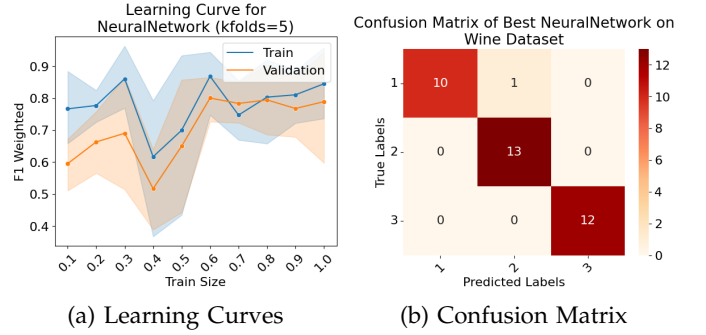 Learning Curve for
NeuralNetwork (kfolds=5)
Train
Validation
0.9
0.8
0.7
0.6
0.5
0.4
F1 Weighted
0.1 0.2 0.3 0.4 0.5 0.6 0.7 0.8 0.9 1.0
Train Size
(a) Learning Curves
Confusion Matrix of Best NeuralNetwork on
Wine Dataset
True Labels
1 10 1 0
2 0 13 0
3 0 0 12
1 2 3
Predicted Labels
12
10
8
6
4
2
0
(b) Confusion Matrix